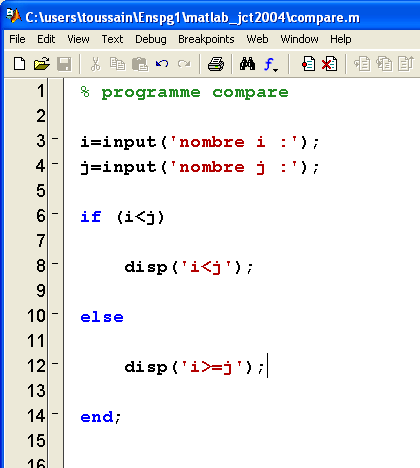 C:\users\toussain\Enspg1\matlab_jct2004\compare.m
File Edit View Text Debug Breakpoints Web Window Help
1 % programme compare
2
3 - i=input('nombre i :');
4 - j=input('nombre j :');
5
6 - if (i<j)
7
8 - disp('i<j');
9
10 - else
11
12 - disp('i>=j');
13
14 - end;
15
16